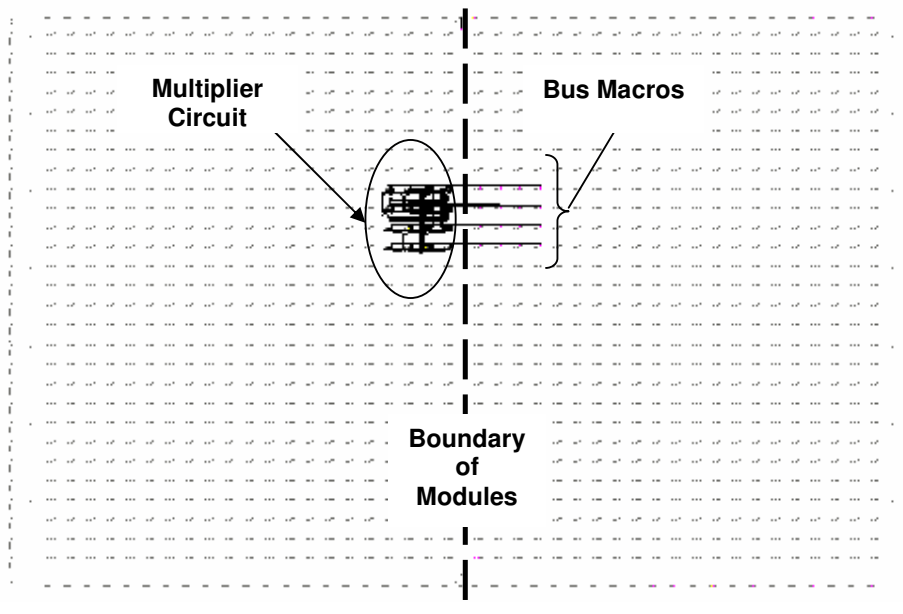 Multiplier
Circuit
Bus Macros
Boundary
of
Modules